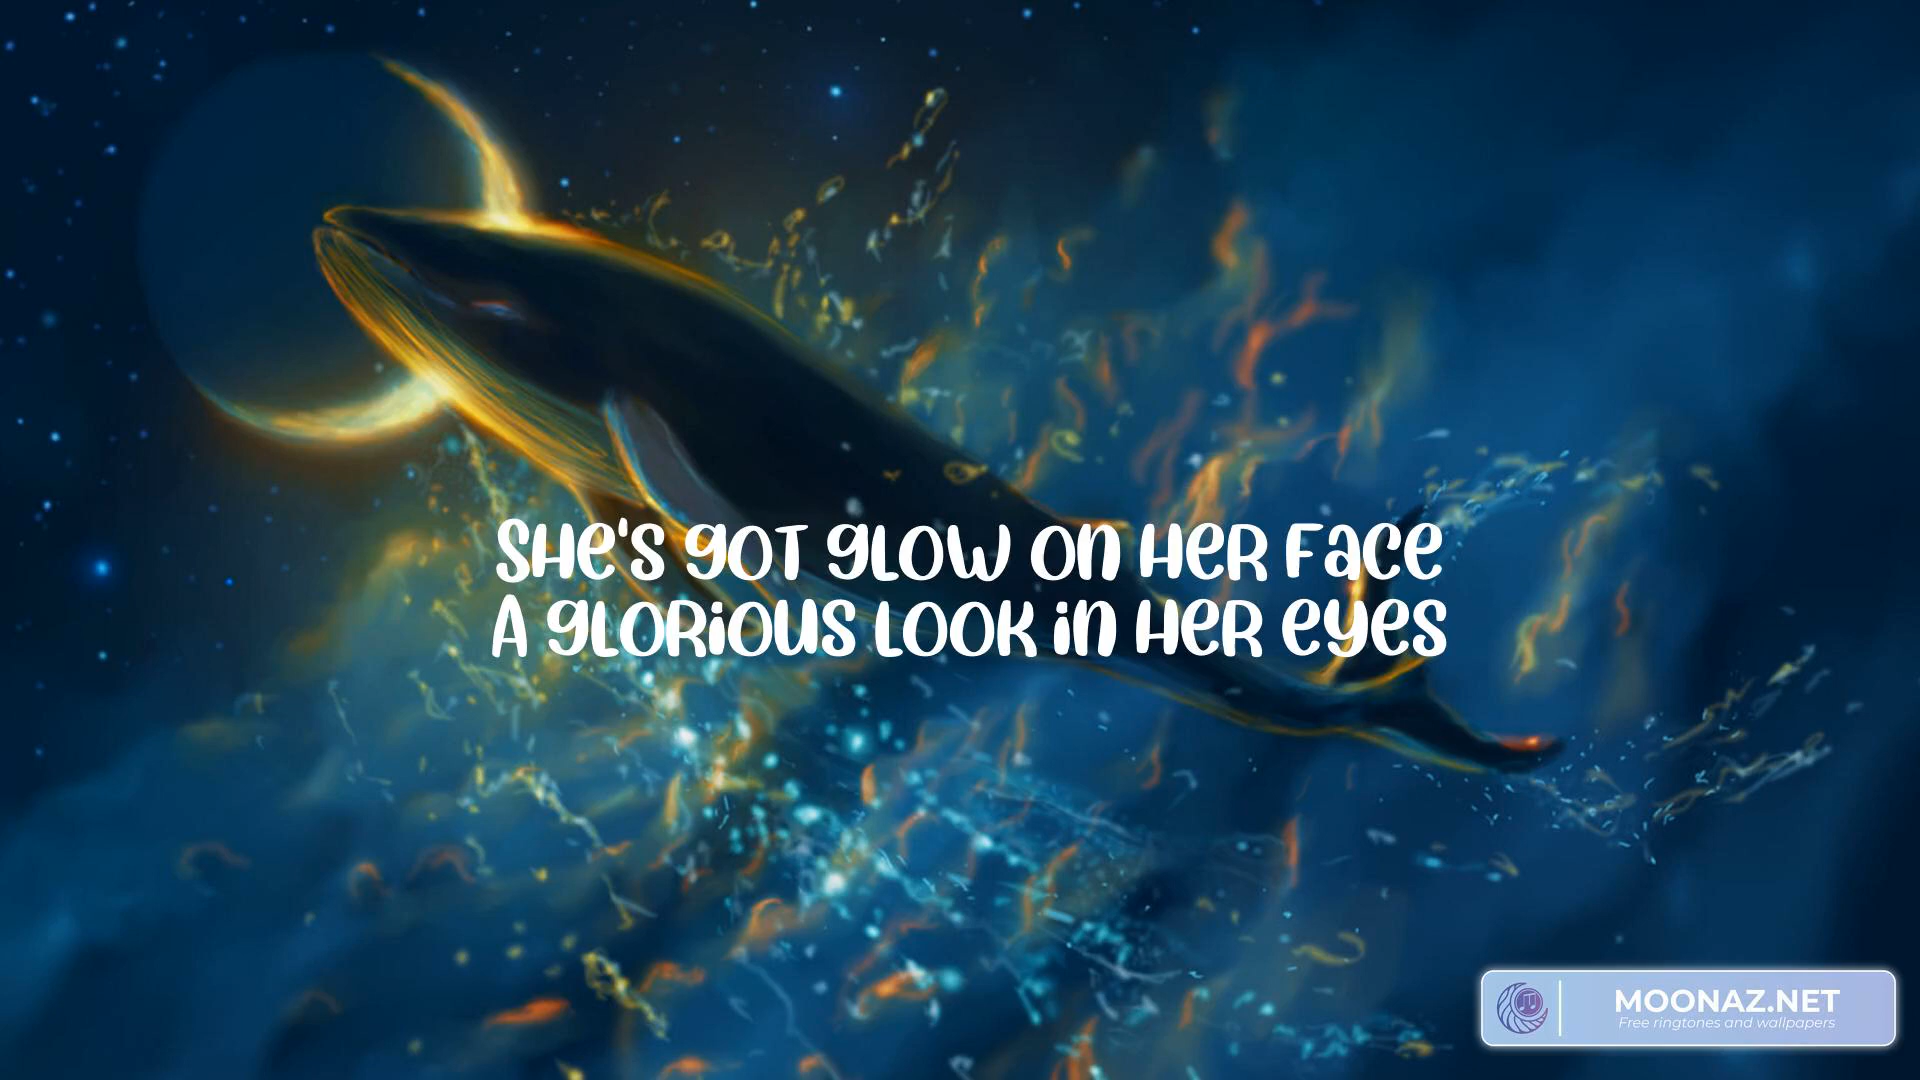 SHe's GOT GLOW ON HeR Face
A GLORiOUS LOOK iN HeR eyes
MOONAZ.NET
Free ringtones and wallpapers